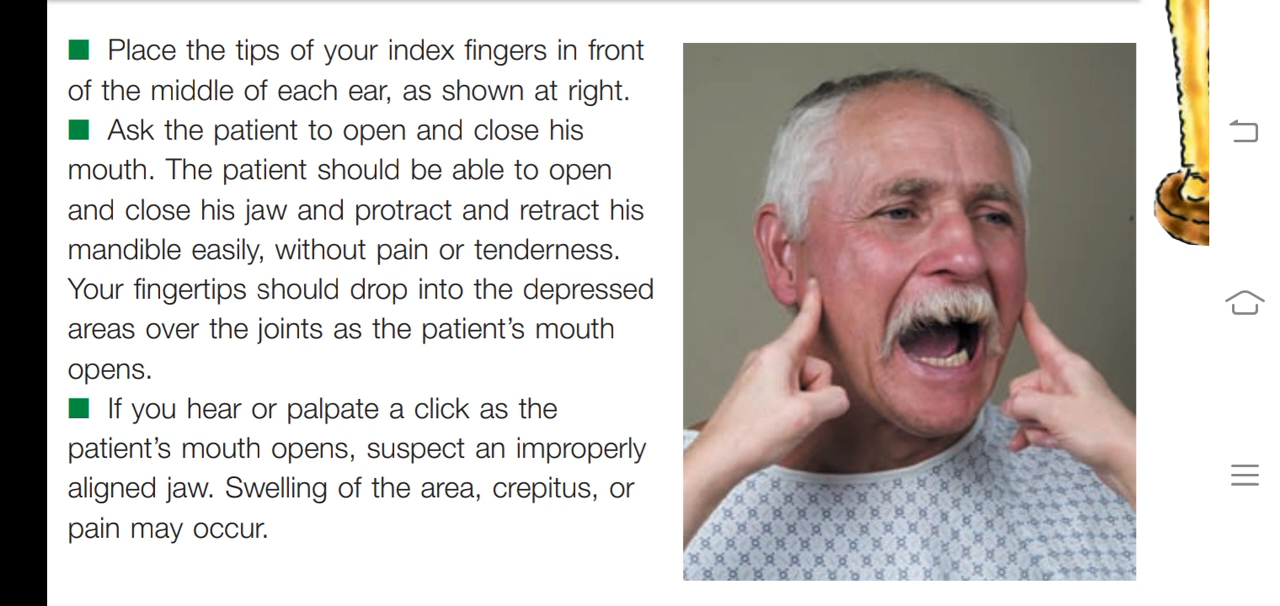 ■ Place the tips of your index fingers in front
of the middle of each ear, as shown at right.
■ Ask the patient to open and close his
mouth. The patient should be able to open
and close his jaw and protract and retract his
mandible easily, without pain or tenderness.
Your fingertips should drop into the depressed
areas over the joints as the patient’s mouth
opens.
■ If you hear or palpate a click as the
patient’s mouth opens, suspect an improperly
aligned jaw. Swelling of the area, crepitus, or
pain may occur.